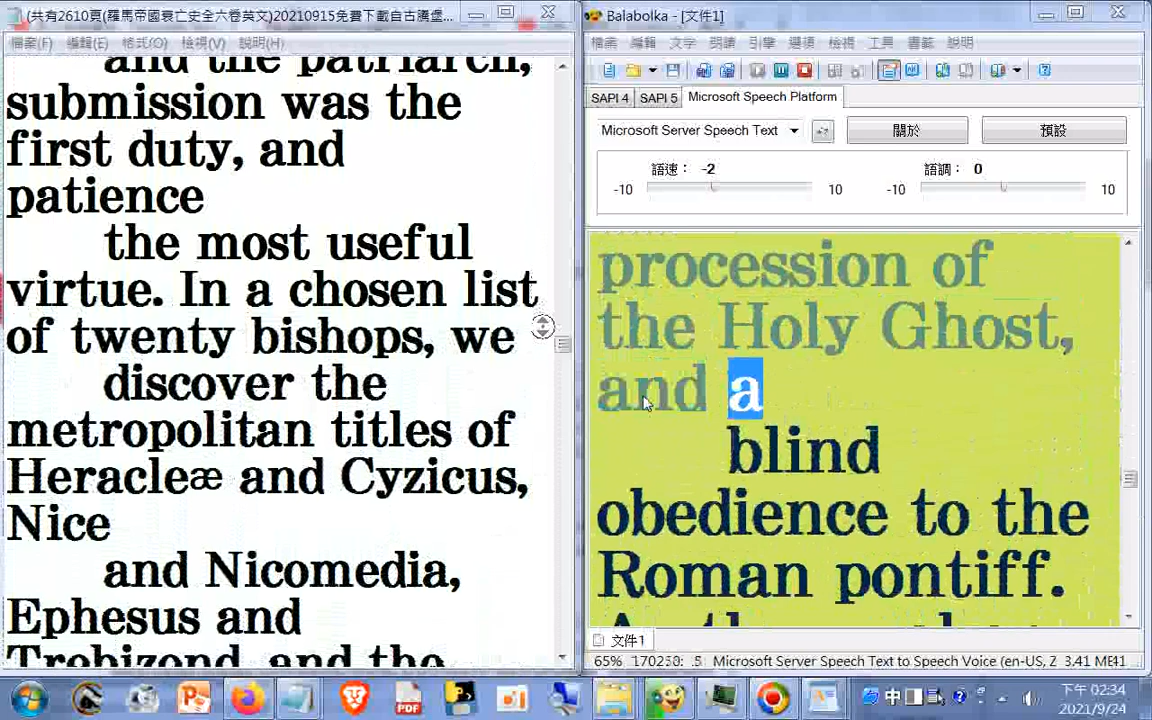 (共有2610頁(羅馬帝國衰亡史全六卷英文)20210915免費下載自古騰堡...
檔案(F) 編輯(E) 格式(O) 檢視(V) 說明(H)
and the patriarch,
submission was the
first duty, and
patience
the most useful
virtue. In a chosen list
of twenty bishops, we
discover the
metropolitan titles of
Heracleæ and Cyzicus,
Nice
and Nicomedia,
Ephesus and
Trebizond, and the
Balabolka - [文件1]
檔案 編輯 文字 朗讀 引擎 選項 檢視 工具 書籤 說明
SAPI 4 SAPI 5 Microsoft Speech Platform
Microsoft Server Speech Text 關於 預設
語速： -2 語調： 0
-10 10 -10 10
procession of
the Holy Ghost,
and a
blind
obedience to the
Roman pontiff.
文件1
65% Microsoft Server Speech Text to Speech Voice (en-US, Z 3.41 ME
PDF 中 下午 02:34
2021/9/24